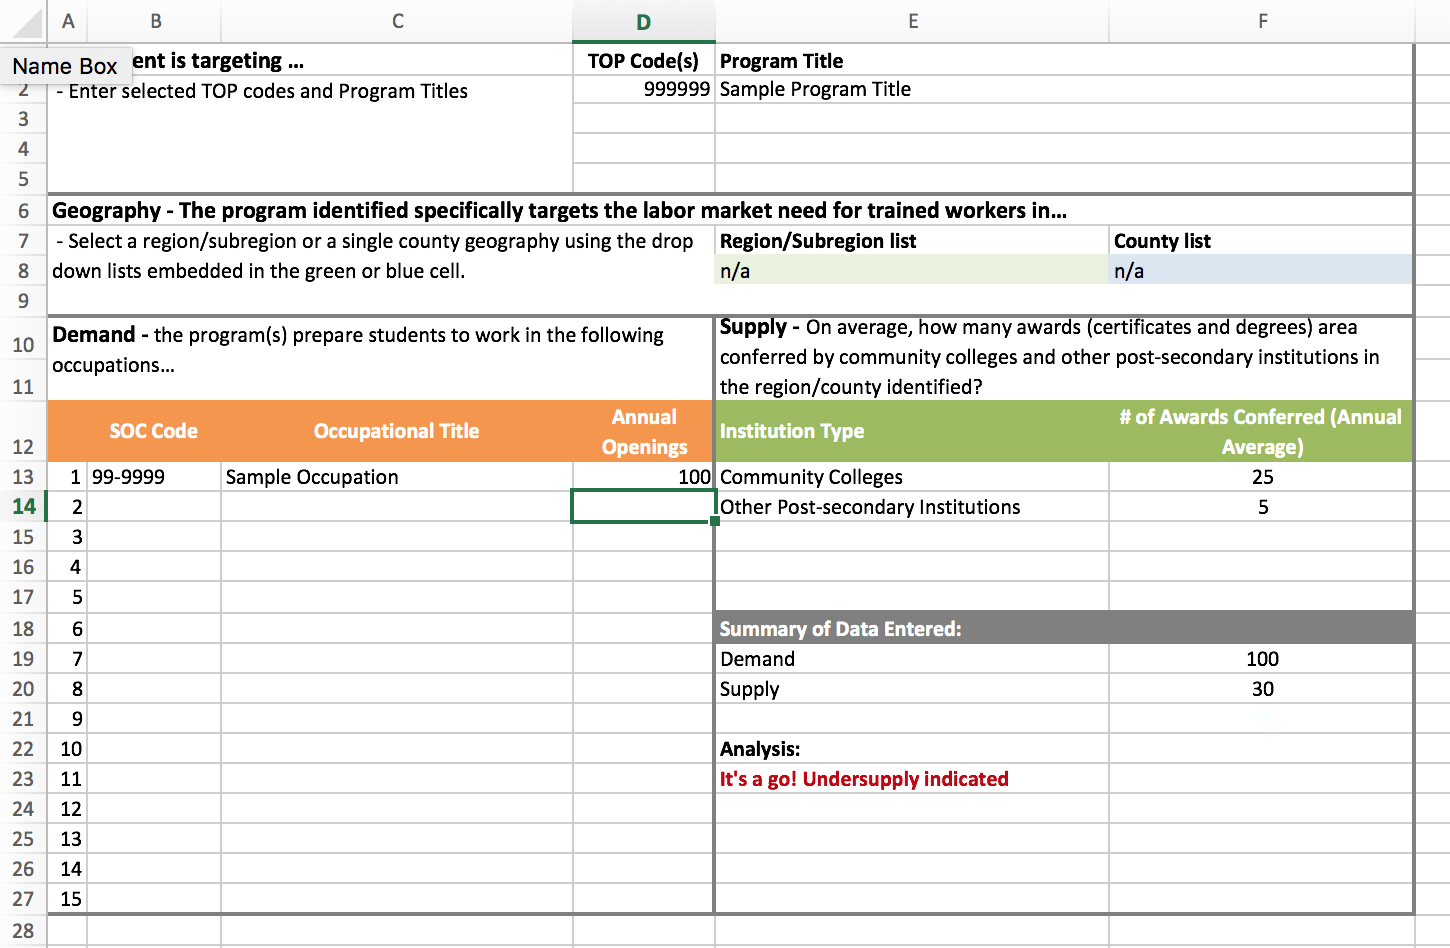 A B C D E F
Name Box ent is targeting ... TOP Code(s) Program Title
2 - Enter selected TOP codes and Program Titles 999999 Sample Program Title
3
4
5
6 Geography - The program identified specifically targets the labor market need for trained workers in...
7 - Select a region/subregion or a single county geography using the drop Region/Subregion list County list
8 down lists embedded in the green or blue cell. n/a n/a
9
10 Demand - the program(s) prepare students to work in the following
occupations...
11
Supply - On average, how many awards (certificates and degrees) area
conferred by community colleges and other post-secondary institutions in
the region/county identified?
12 SOC Code Occupational Title Annual Openings Institution Type # of Awards Conferred (Annual Average)
13 1 99-9999 Sample Occupation 100 Community Colleges 25
14 2 Other Post-secondary Institutions 5
15 3
16 4
17 5
18 6 Summary of Data Entered:
19 7 Demand 100
20 8 Supply 30
21 9
22 10 Analysis:
23 11 It's a go! Undersupply indicated
24 12
25 13
26 14
27 15
28